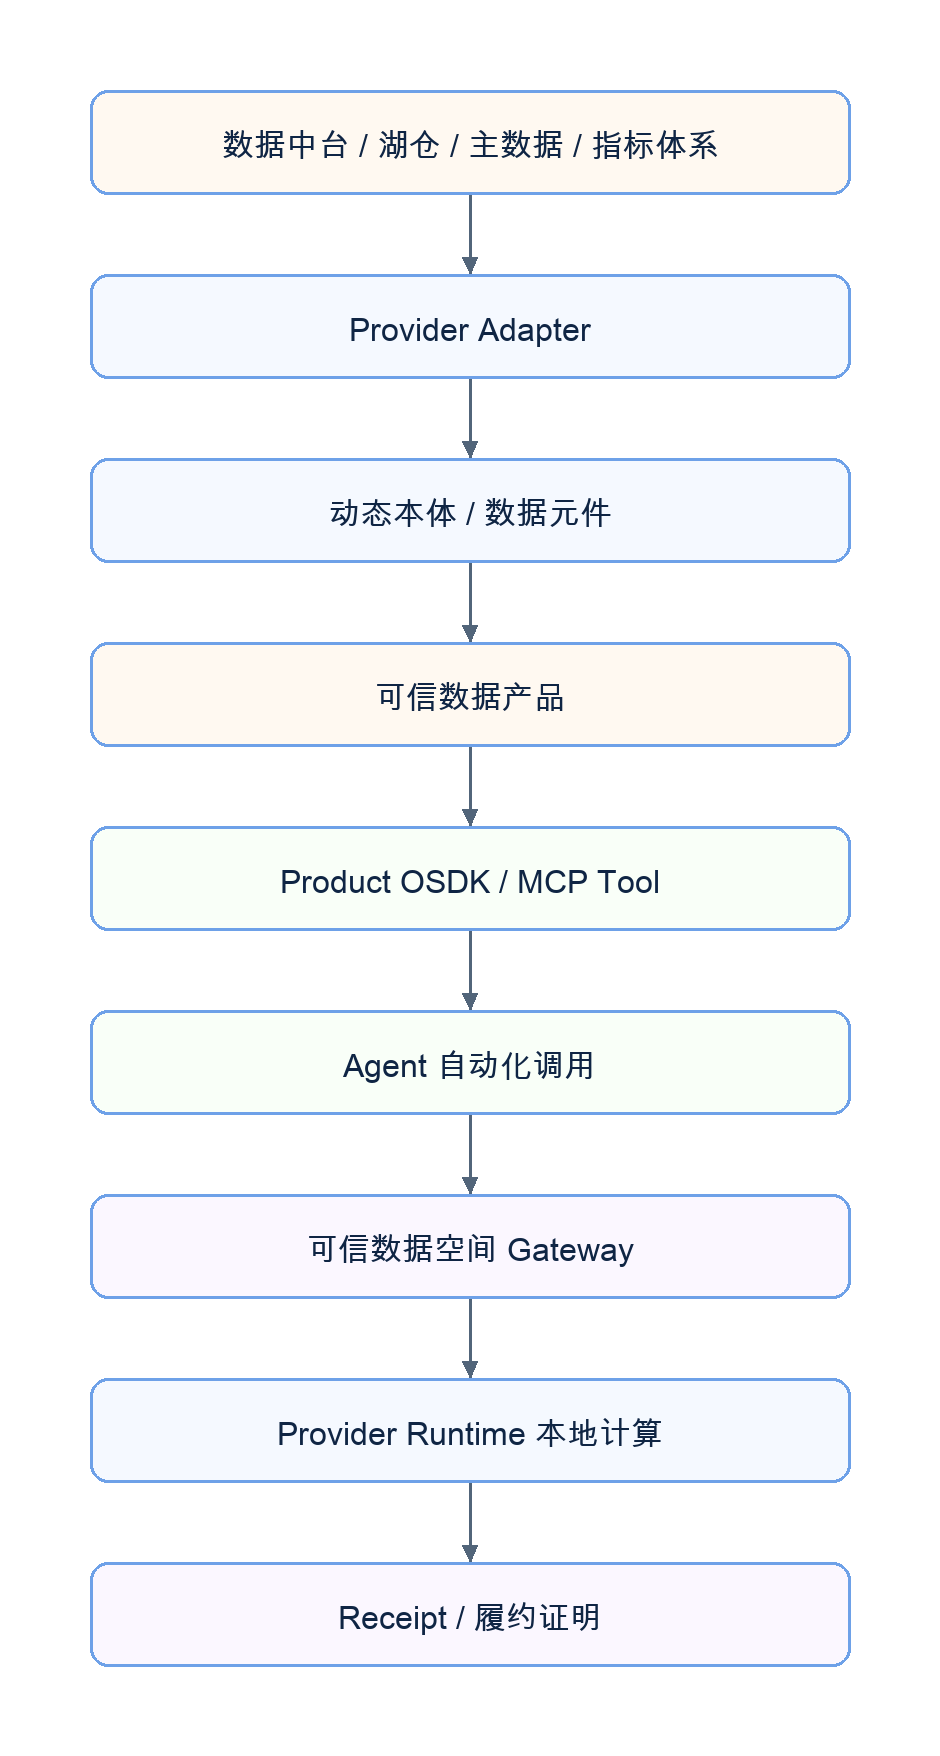 数据中台 / 湖仓 / 主数据 / 指标体系
Provider Adapter
动态本体 / 数据元件
可信数据产品
Product OSDK / MCP Tool
Agent 自动化调用
可信数据空间 Gateway
Provider Runtime 本地计算
Receipt / 履约证明